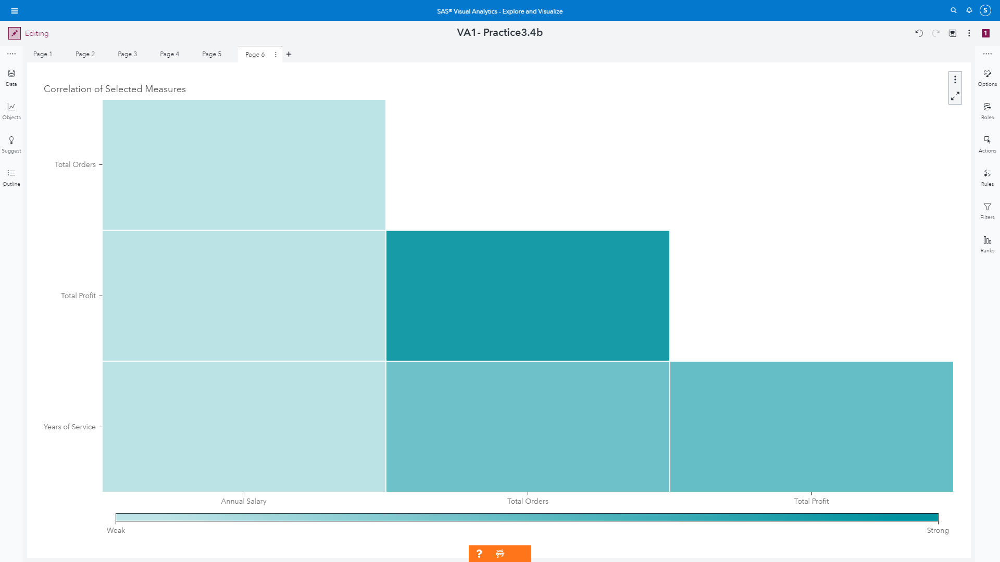 SAS® Visual Analytics - Explore and Visualize
S
Editing
VA1- Practice3.4b
1
Page 1
Page 2
Page 3
Page 4
Page 5
Page 6
Data
Objects
Suggest
Outline
Options
Roles
Actions
Rules
Filters
Ranks
Correlation of Selected Measures
Total Orders
Total Profit
Years of Service
Annual Salary
Total Orders
Total Profit
Weak
Strong
?